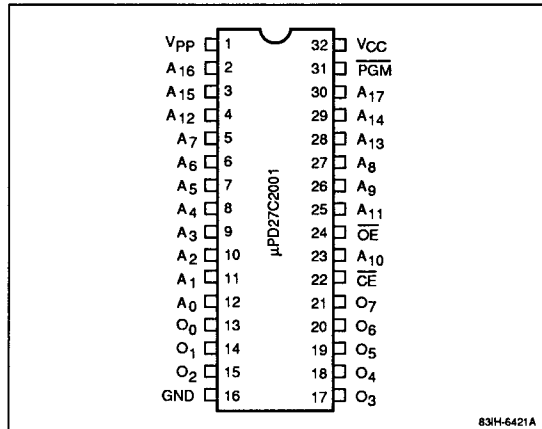 VPP 1 32 VCC
A16 2 31 PGM
A15 3 30 A17
A12 4 29 A14
A7 5 28 A13
A6 6 27 A8
A5 7 26 A9
A4 8 25 A11
A3 9 24 OE
A2 10 23 A10
A1 11 22 CE
A0 12 21 O7
O0 13 20 O6
O1 14 19 O5
O2 15 18 O4
GND 16 17 O3
μPD27C2001
83IH-6421A